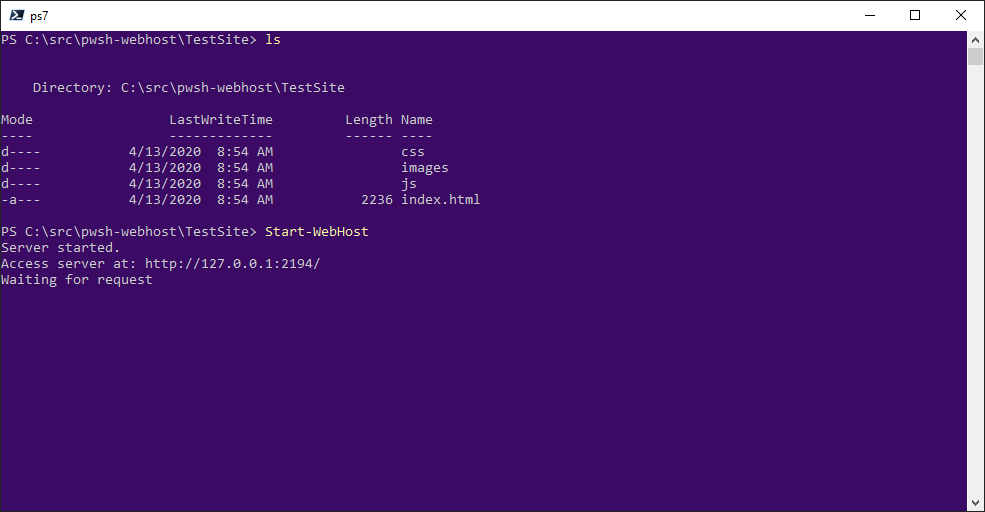 ps7
PS C:\src\pwsh-webhost\TestSite> ls
Directory: C:\src\pwsh-webhost\TestSite
Mode                 LastWriteTime         Length Name
----                 -------------         ------ ----
d----           4/13/2020  8:54 AM                css
d----           4/13/2020  8:54 AM                images
d----           4/13/2020  8:54 AM                js
-a---           4/13/2020  8:54 AM           2236 index.html
PS C:\src\pwsh-webhost\TestSite> Start-WebHost
Server started.
Access server at: http://127.0.0.1:2194/
Waiting for request